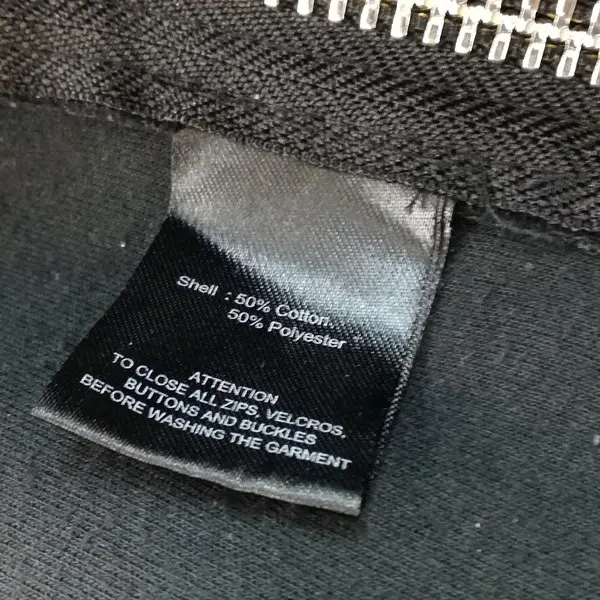 Shell : 50% Cotton
50% Polyester
ATTENTION
TO CLOSE ALL ZIPS, VELCROS,
BUTTONS AND BUCKLES
BEFORE WASHING THE GARMENT